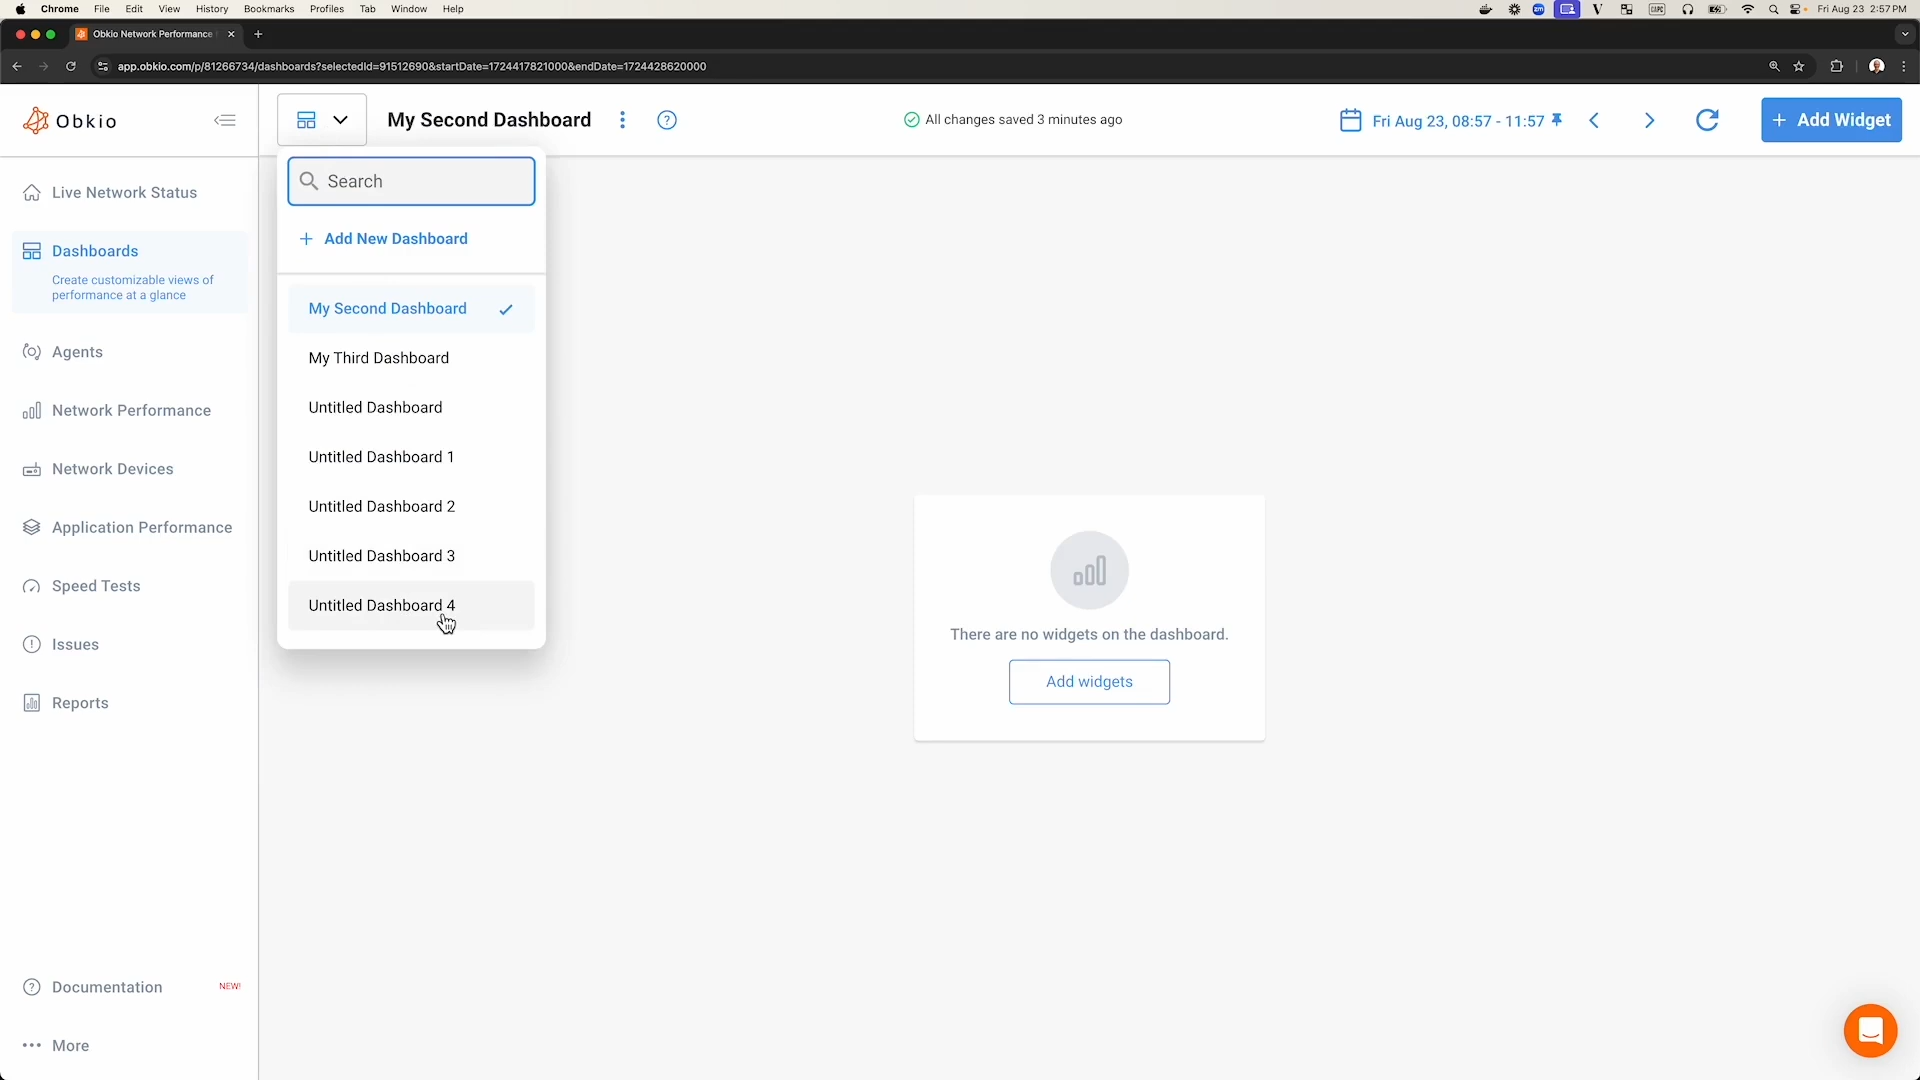 Chrome File Edit View History Bookmarks Profiles Tab Window Help
Fri Aug 23 2:57 PM
Obkio Network Performance
app.obkio.com/p/81266734/dashboards?selectedId=91512690&startDate=1724417821000&endDate=1724428620000
Obkio
My Second Dashboard
All changes saved 3 minutes ago
Fri Aug 23, 08:57 - 11:57
+ Add Widget
Live Network Status
Dashboards
Create customizable views of
performance at a glance
Agents
Network Performance
Network Devices
Application Performance
Speed Tests
Issues
Reports
Documentation NEW!
More
Search
+ Add New Dashboard
My Second Dashboard
My Third Dashboard
Untitled Dashboard
Untitled Dashboard 1
Untitled Dashboard 2
Untitled Dashboard 3
Untitled Dashboard 4
There are no widgets on the dashboard.
Add widgets